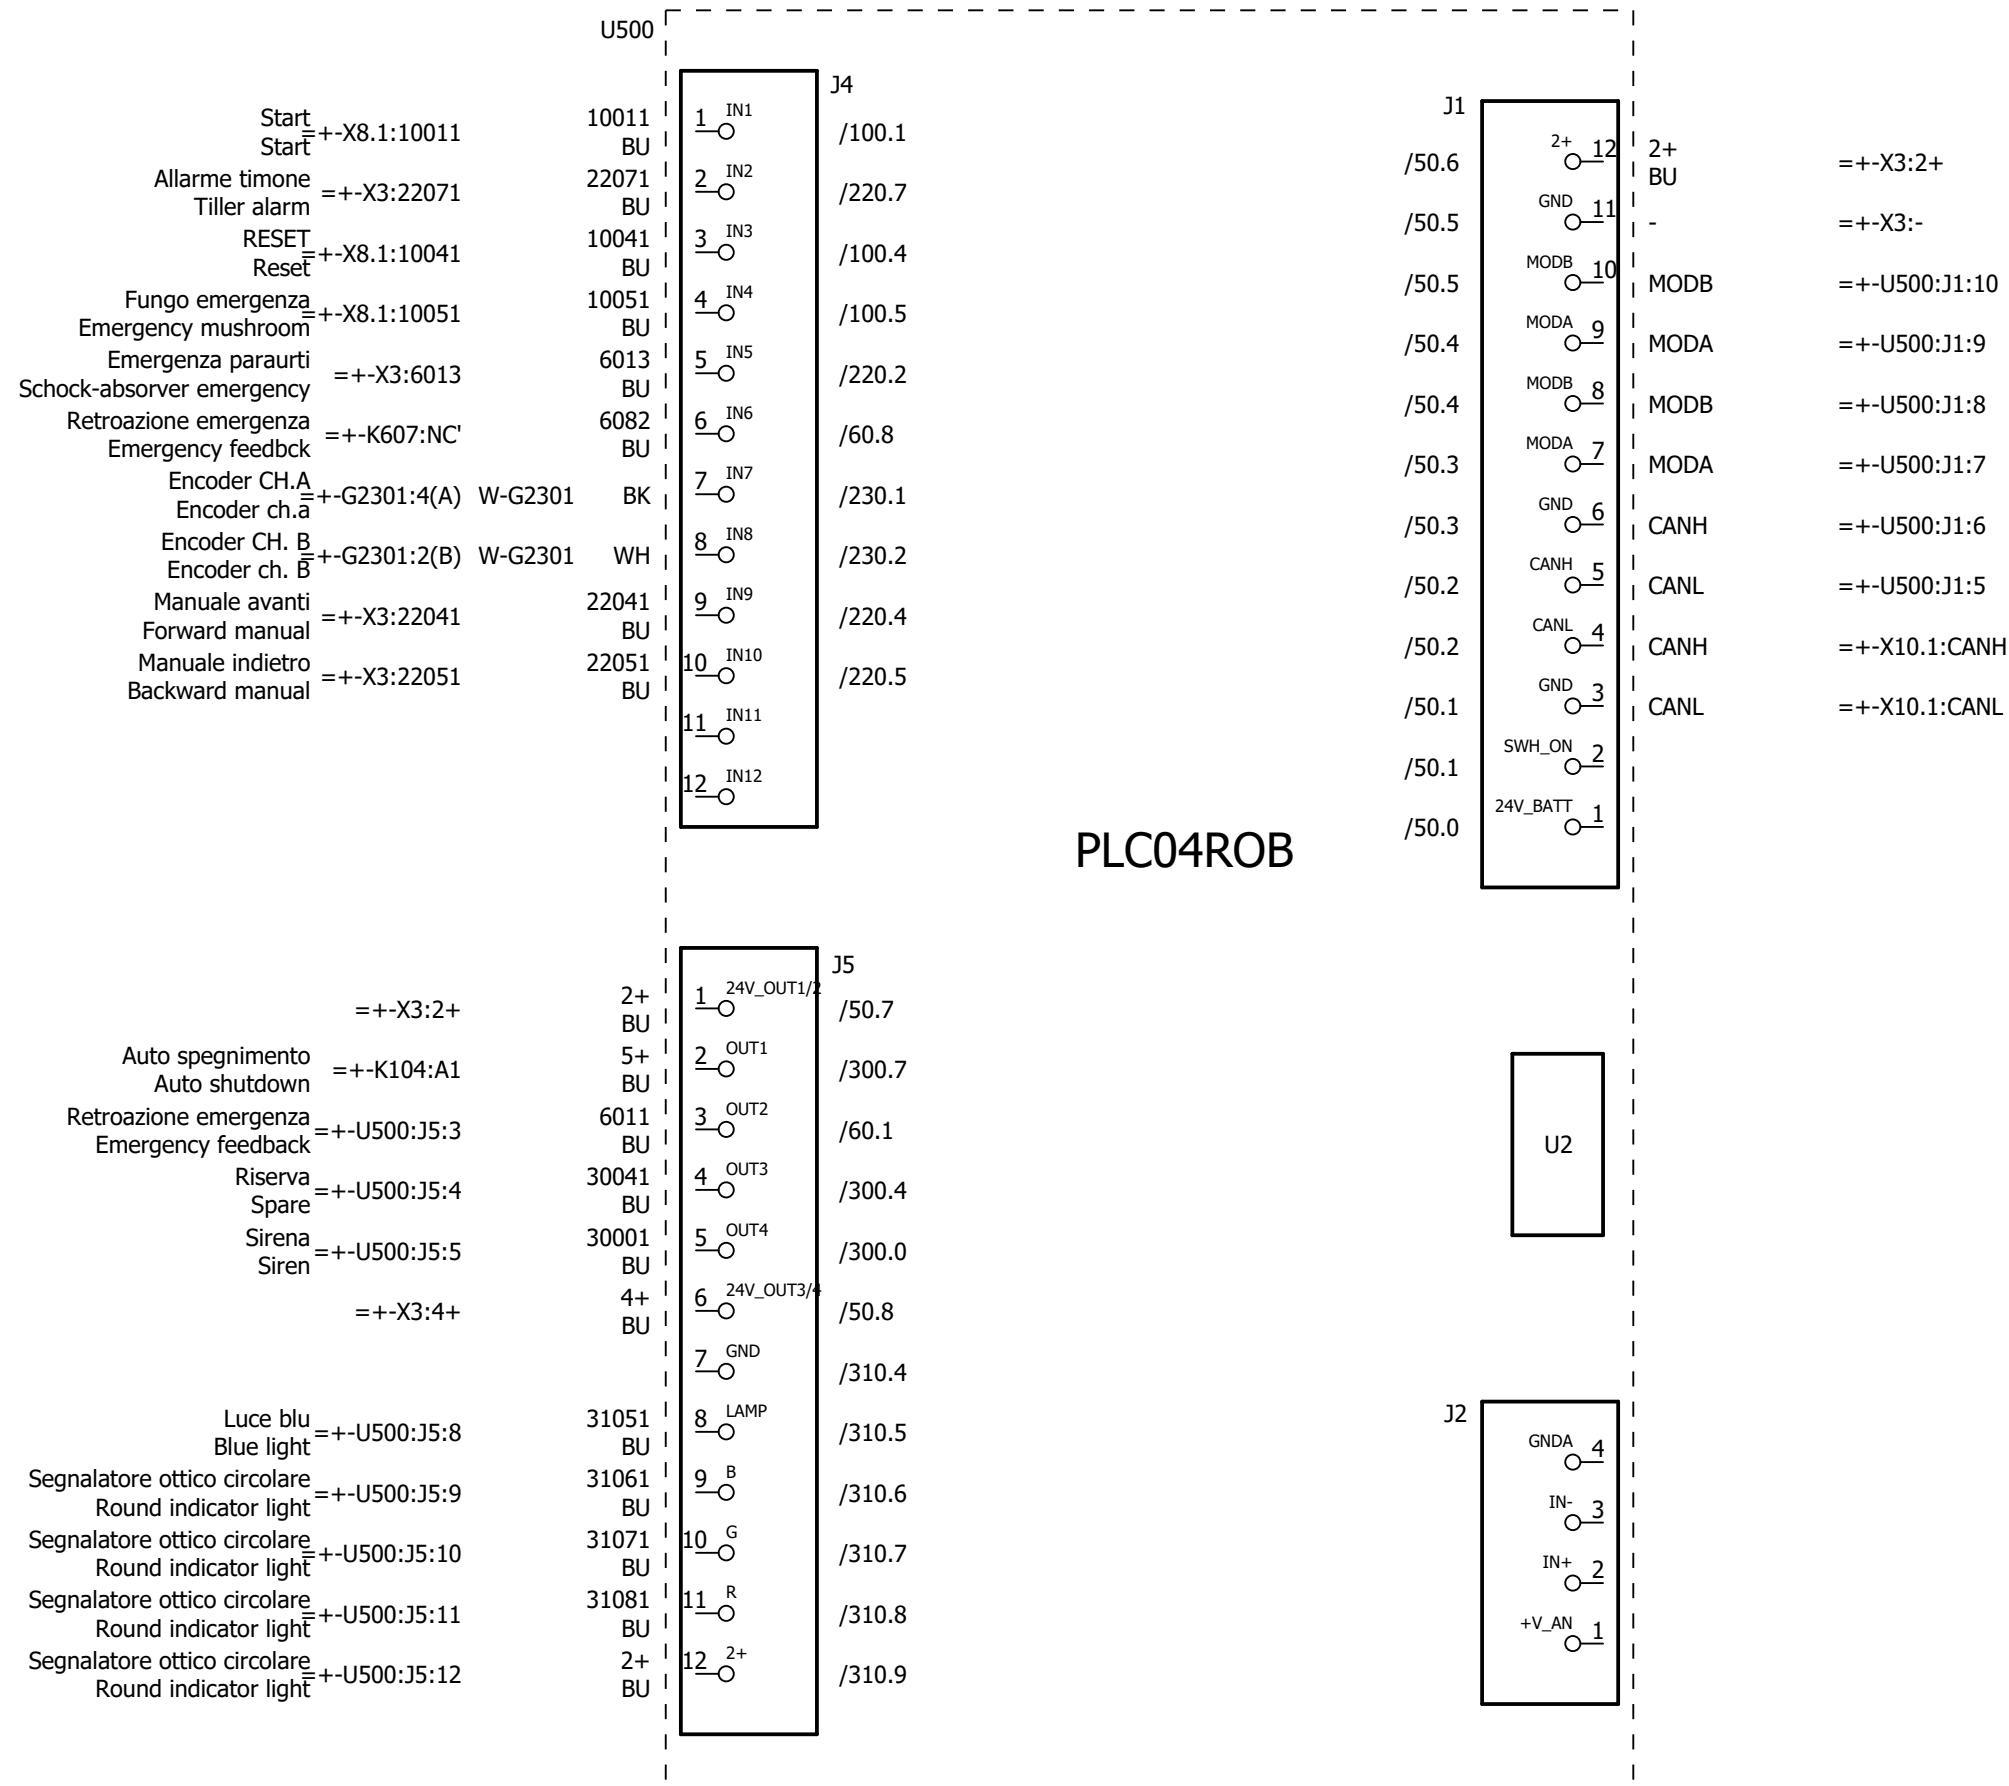 U500
J4
Start
Start
=+-X8.1:10011
10011
BU
1 IN1
/100.1
Allarme timone
Tiller alarm
=+-X3:22071
22071
BU
2 IN2
/220.7
RESET
Reset
=+-X8.1:10041
10041
BU
3 IN3
/100.4
Fungo emergenza
Emergency mushroom
=+-X8.1:10051
10051
BU
4 IN4
/100.5
Emergenza paraurti
Schock-absorver emergency
=+-X3:6013
6013
BU
5 IN5
/220.2
Retroazione emergenza
Emergency feedbck
=+-K607:NC'
6082
BU
6 IN6
/60.8
Encoder CH.A
Encoder ch.a
=+-G2301:4(A) W-G2301 BK
7 IN7
/230.1
Encoder CH. B
Encoder ch. B
=+-G2301:2(B) W-G2301 WH
8 IN8
/230.2
Manuale avanti
Forward manual
=+-X3:22041
22041
BU
9 IN9
/220.4
Manuale indietro
Backward manual
=+-X3:22051
22051
BU
10 IN10
/220.5
11 IN11
12 IN12
J1
/50.6 2+ 12
2+
BU
=+-X3:2+
/50.5 GND 11 - =+-X3:-
/50.5 MODB 10 MODB =+-U500:J1:10
/50.4 MODA 9 MODA =+-U500:J1:9
/50.4 MODB 8 MODB =+-U500:J1:8
/50.3 MODA 7 MODA =+-U500:J1:7
/50.3 GND 6 CANH =+-U500:J1:6
/50.2 CANH 5 CANL =+-U500:J1:5
/50.2 CANL 4 CANH =+-X10.1:CANH
/50.1 GND 3 CANL =+-X10.1:CANL
/50.1 SWH_ON 2
/50.0 24V_BATT 1
PLC04ROB
J5
=+-X3:2+
2+
BU
1 24V_OUT1/2
/50.7
Auto spegnimento
Auto shutdown
=+-K104:A1
5+
BU
2 OUT1
/300.7
Retroazione emergenza
Emergency feedback
=+-U500:J5:3
6011
BU
3 OUT2
/60.1
Riserva
Spare
=+-U500:J5:4
30041
BU
4 OUT3
/300.4
Sirena
Siren
=+-U500:J5:5
30001
BU
5 OUT4
/300.0
=+-X3:4+
4+
BU
6 24V_OUT3/4
/50.8
7 GND
/310.4
Luce blu
Blue light
=+-U500:J5:8
31051
BU
8 LAMP
/310.5
Segnalatore ottico circolare
Round indicator light
=+-U500:J5:9
31061
BU
9 B
/310.6
Segnalatore ottico circolare
Round indicator light
=+-U500:J5:10
31071
BU
10 G
/310.7
Segnalatore ottico circolare
Round indicator light
=+-U500:J5:11
31081
BU
11 R
/310.8
Segnalatore ottico circolare
Round indicator light
=+-U500:J5:12
2+
BU
12 2+
/310.9
U2
J2
GNDA 4
IN- 3
IN+ 2
+V_AN 1